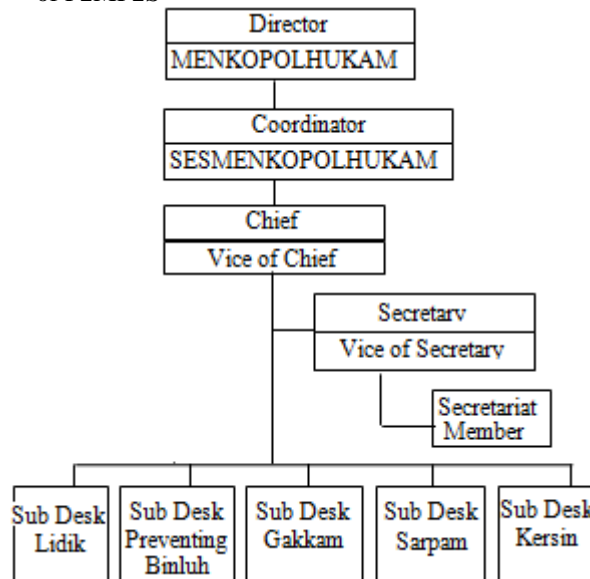 Director
MENKOPOLHUKAM
Coordinator
SESMENKOPOLHUKAM
Chief
Vice of Chief
Secretary
Vice of Secretary
Secretariat
Member
Sub Desk
Lidik
Sub Desk
Preventing
Binluh
Sub Desk
Gakkam
Sub Desk
Sarpam
Sub Desk
Kersin